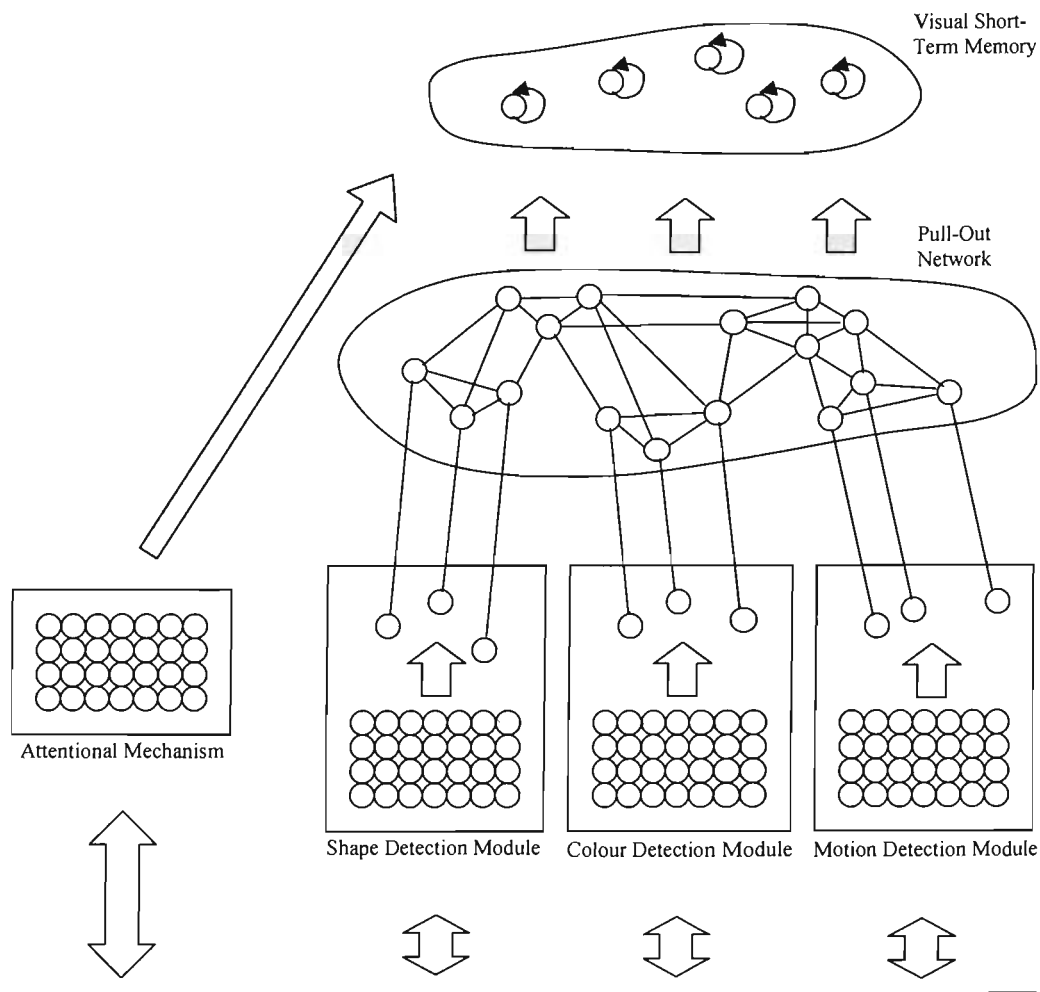 Visual Short-
Term Memory
Pull-Out
Network
Attentional Mechanism
Shape Detection Module
Colour Detection Module
Motion Detection Module